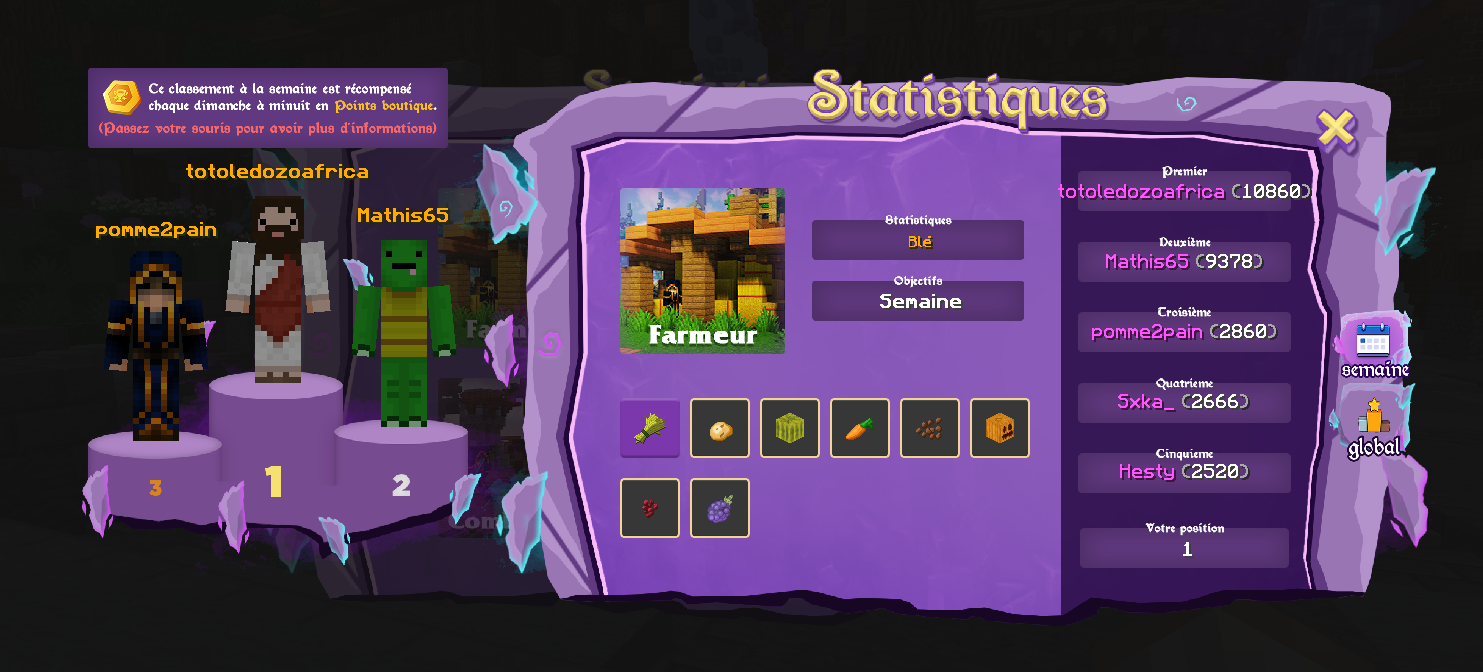 Ce classement à la semaine est récompensé
chaque dimanche à minuit en Points boutique.
(Passez votre souris pour avoir plus d'informations)
totoledozoafrica
pomme2pain
Mathis65
3
1
2
Statistiques
Farmeur
Statistiques
Blé
Objectifs
Semaine
Premier
totoledozoafrica (10860)
Deuxième
Mathis65 (9378)
Troisième
pomme2pain (2860)
Quatrieme
5xka_ (2666)
Cinquieme
Hesty (2520)
Votre position
1
semaine
global